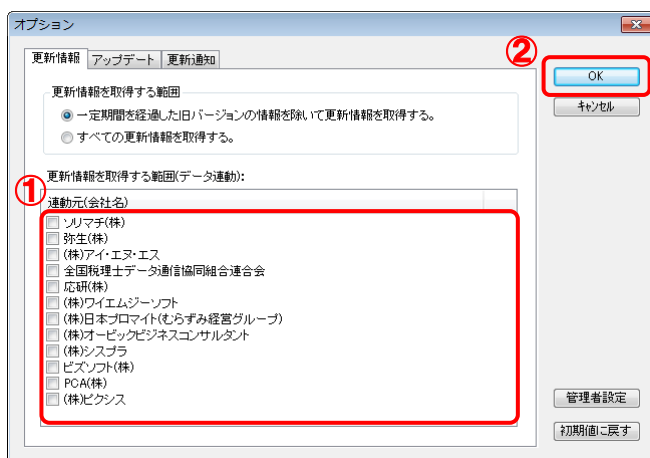 オプション
更新情報 アップデート 更新通知
②
OK
キャンセル
更新情報を取得する範囲
一定期間を経過した旧バージョンの情報を除いて更新情報を取得する。
すべての更新情報を取得する。
更新情報を取得する範囲(データ連動):
①
連動元(会社名)
ソリマチ(株)
弥生(株)
(株)アイ・エヌ・エス
全国税理士データ通信協同組合連合会
応研(株)
(株)ワイエムジーソフト
(株)日本ブロマイト(むらずみ経営グループ)
(株)オービックビジネスコンサルタント
(株)シスプラ
ビズソフト(株)
PCA(株)
(株)ピクシス
管理者設定
初期値に戻す